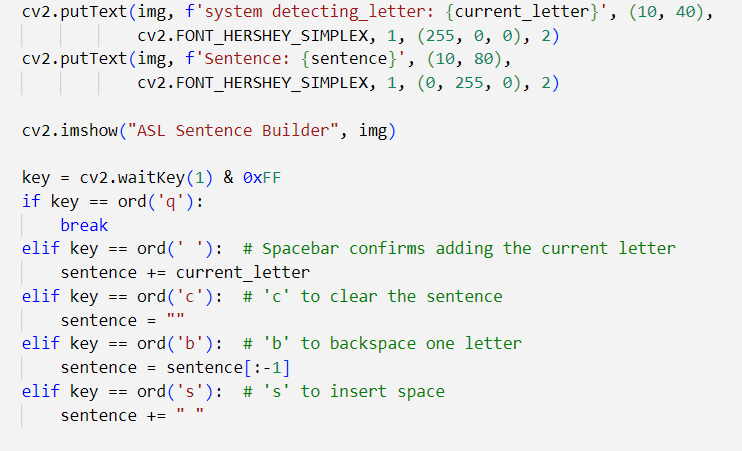 cv2.putText(img, f'system detecting_letter: {current_letter}', (10, 40),
            cv2.FONT_HERSHEY_SIMPLEX, 1, (255, 0, 0), 2)
cv2.putText(img, f'Sentence: {sentence}', (10, 80),
            cv2.FONT_HERSHEY_SIMPLEX, 1, (0, 255, 0), 2)

cv2.imshow("ASL Sentence Builder", img)

key = cv2.waitKey(1) & 0xFF
if key == ord('q'):
    break
elif key == ord(' '):  # Spacebar confirms adding the current letter
    sentence += current_letter
elif key == ord('c'):  # 'c' to clear the sentence
    sentence = ""
elif key == ord('b'):  # 'b' to backspace one letter
    sentence = sentence[:-1]
elif key == ord('s'):  # 's' to insert space
    sentence += " "